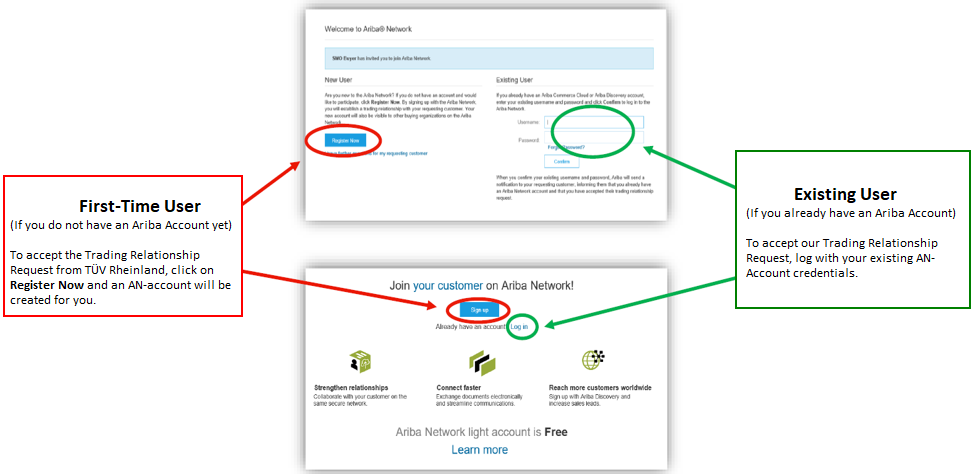 Welcome to Ariba® Network
SMO Buyer has invited you to join Ariba Network.
New User
Are you new to the Ariba Network? If you do not have an account and would
like to participate, click Register Now. By signing up with the Ariba Network,
you will establish a trading relationship with your requesting customer. Your
new account will also be visible to other buying organizations on the Ariba
Network.
Register Now
for my requesting customer
Existing User
If you already have an Ariba Commerce Cloud or Ariba Discovery account,
enter your existing username and password and click Confirm to log in to the
Ariba Network.
Username:
Password:
Forgot Password?
Confirm
When you confirm your existing username and password, Ariba will send a
notification to your requesting customer, informing them that you already have
an Ariba Network account and that you have accepted their trading relationship
request.
First-Time User
(If you do not have an Ariba Account yet)
To accept the Trading Relationship
Request from TÜV Rheinland, click on
Register Now and an AN-account will be
created for you.
Existing User
(If you already have an Ariba Account)
To accept our Trading Relationship
Request, log with your existing AN-
Account credentials.
Join your customer on Ariba Network!
Sign up
Already have an account? Log in
Strengthen relationships
Collaborate with your customer on the
same secure network.
Connect faster
Exchange documents electronically
and streamline communications.
Reach more customers worldwide
Sign up with Ariba Discovery and
increase sales leads.
Ariba Network light account is Free
Learn more